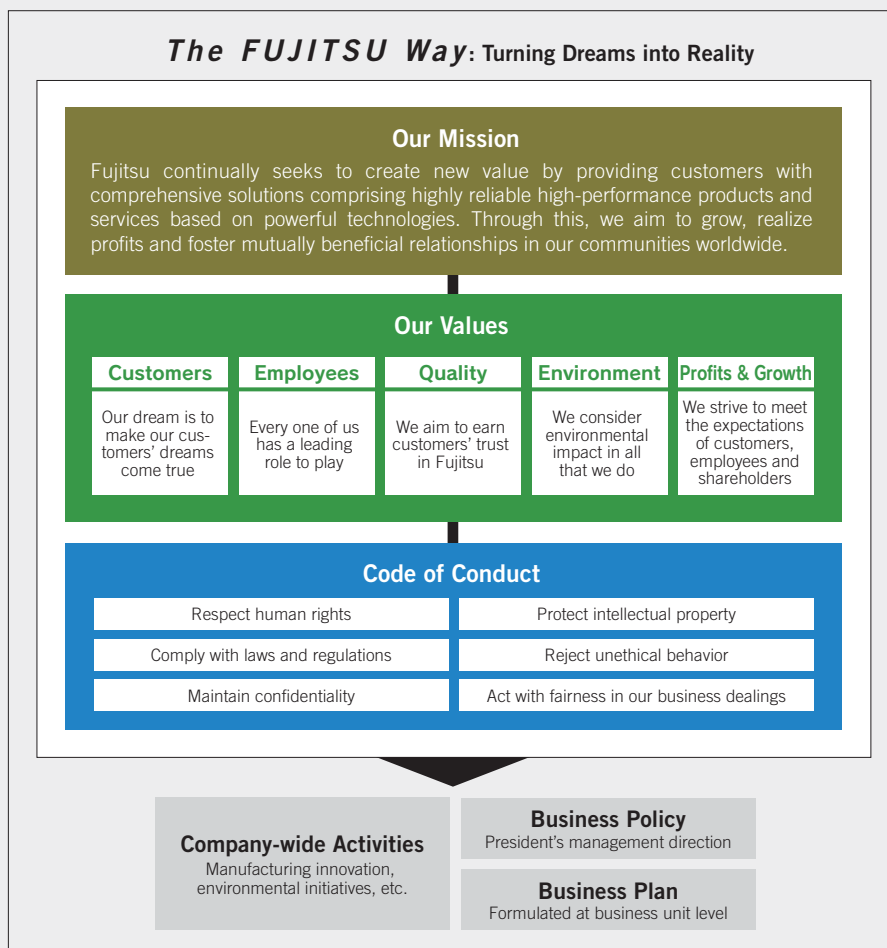 The FUJITSU Way: Turning Dreams into Reality
Our Mission
Fujitsu continually seeks to create new value by providing customers with
comprehensive solutions comprising highly reliable high-performance products and
services based on powerful technologies. Through this, we aim to grow, realize
profits and foster mutually beneficial relationships in our communities worldwide.
Our Values
Customers
Our dream is to
make our cus-
tomers' dreams
come true
Employees
Every one of us
has a leading
role to play
Quality
We aim to earn
customers' trust
in Fujitsu
Environment
We consider
environmental
impact in all
that we do
Profits & Growth
We strive to meet
the expectations
of customers,
employees and
shareholders
Code of Conduct
Respect human rights
Protect intellectual property
Comply with laws and regulations
Reject unethical behavior
Maintain confidentiality
Act with fairness in our business dealings
Company-wide Activities
Manufacturing innovation,
environmental initiatives, etc.
Business Policy
President's management direction
Business Plan
Formulated at business unit level